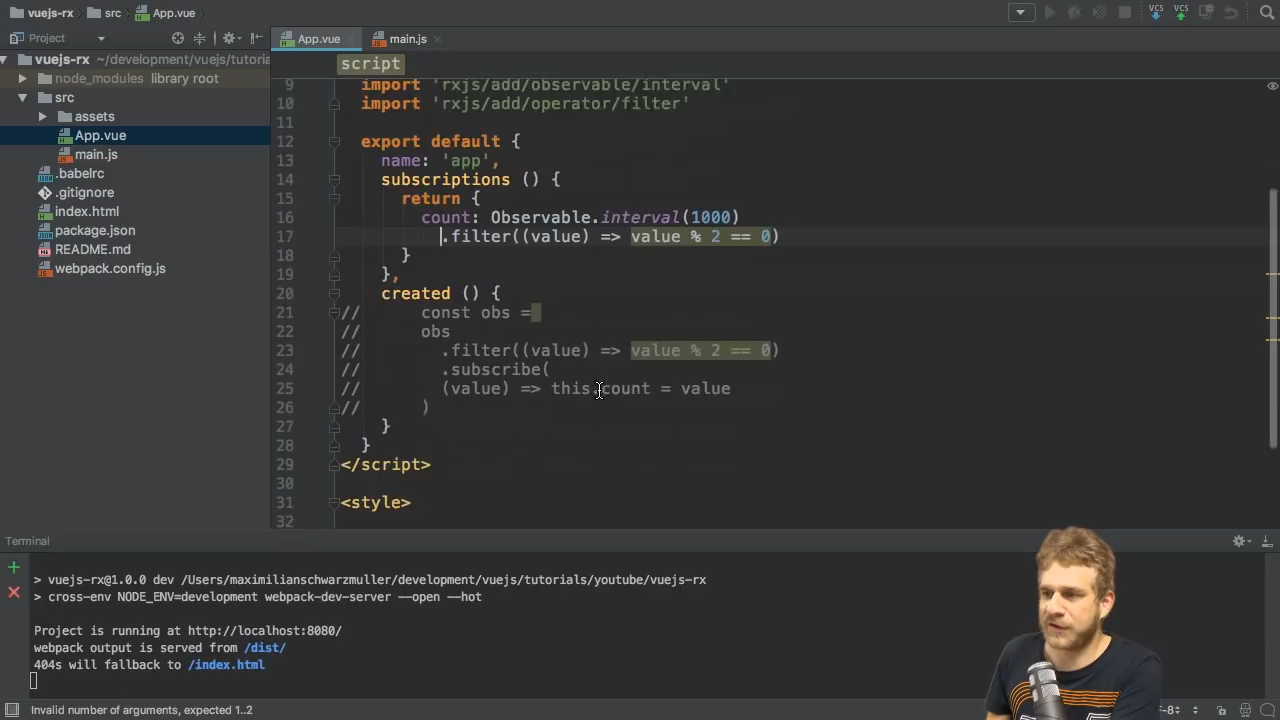 vuejs-rx src App.vue
VCS VCS
Project
App.vue main.js
vuejs-rx ~/development/vuejs/tutoria
node_modules library root
src
assets
App.vue
main.js
.babelrc
.gitignore
index.html
package.json
README.md
webpack.config.js
script
9 import 'rxjs/add/observable/interval'
10 import 'rxjs/add/operator/filter'
11
12 export default {
13 name: 'app',
14 subscriptions () {
15 return {
16 count: Observable.interval(1000)
17 .filter((value) => value % 2 == 0)
18 }
19 },
20 created () {
21 // const obs =
22 // obs
23 // .filter((value) => value % 2 == 0)
24 // .subscribe(
25 // (value) => this.count = value
26 // )
27 }
28 }
29 </script>
30
31 <style>
32
Terminal
> vuejs-rx@1.0.0 dev /Users/maximilianschwarzmuller/development/vuejs/tutorials/youtube/vuejs-rx
> cross-env NODE_ENV=development webpack-dev-server --open --hot
Project is running at http://localhost:8080/
webpack output is served from /dist/
404s will fallback to /index.html
Invalid number of arguments, expected 1..2
F-8